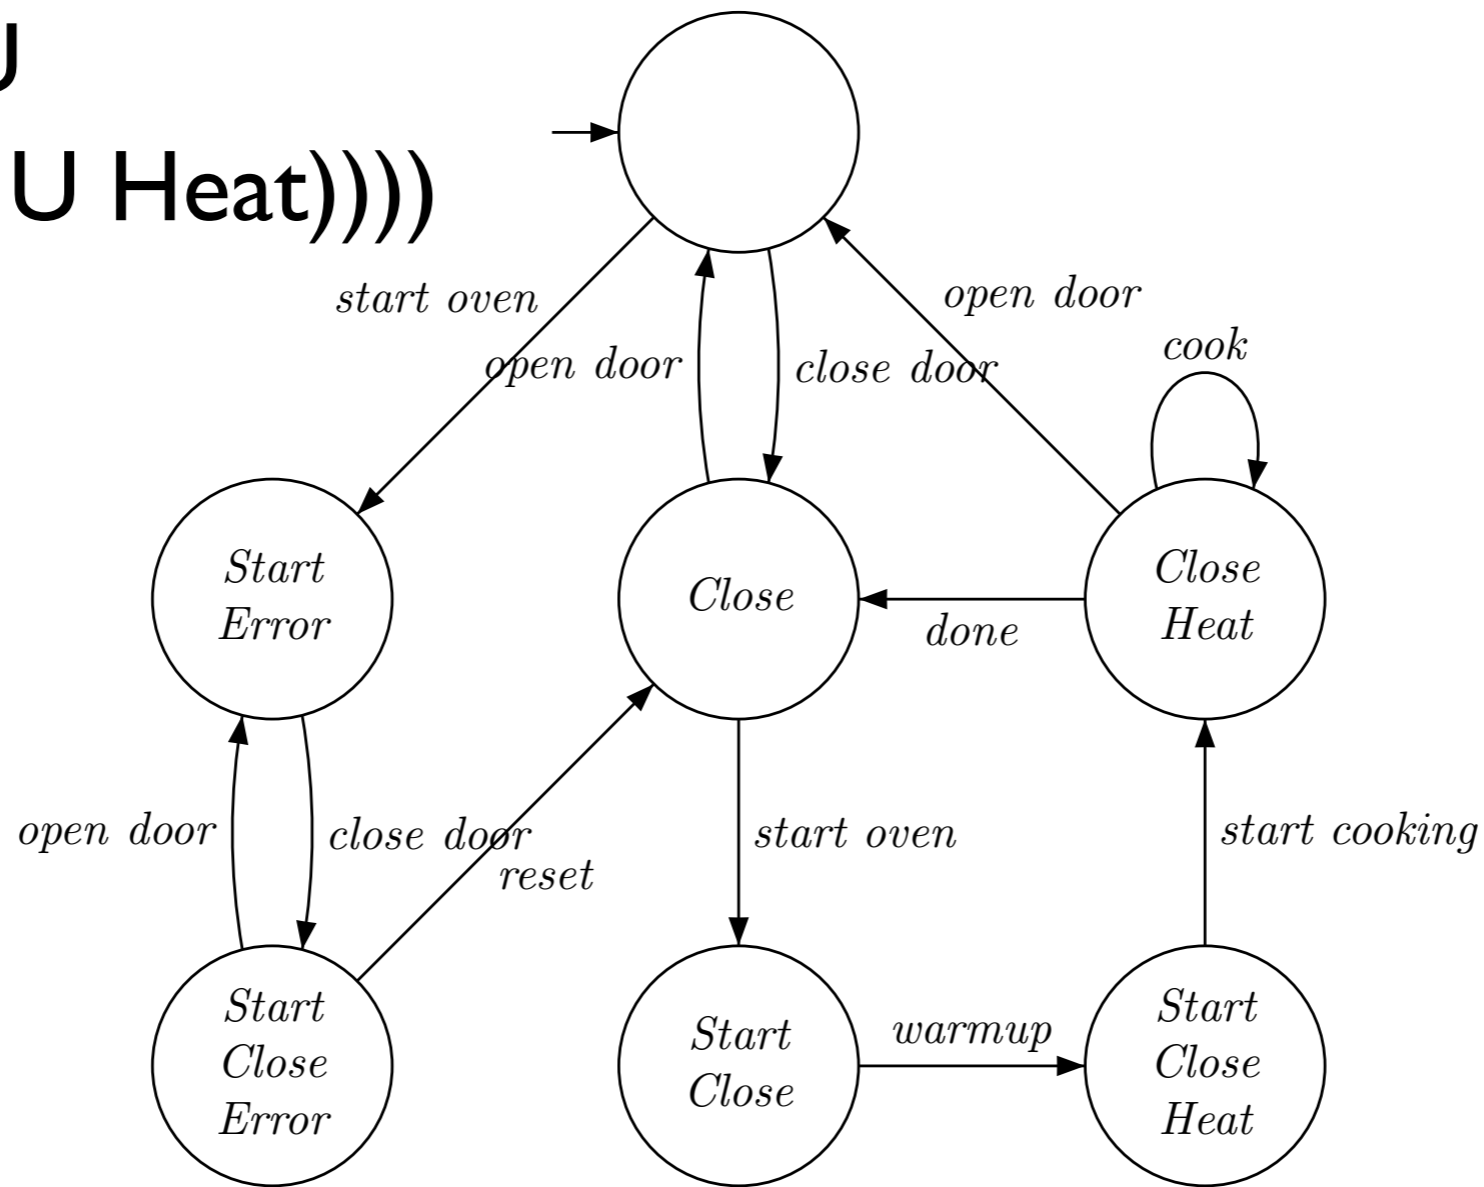 U
U Heat))))
start oven
open door
open door
close door
cook
Start
Error
Close
Close
Heat
done
open door
close door
reset
start oven
start cooking
Start
Close
Error
Start
Close
warmup
Start
Close
Heat